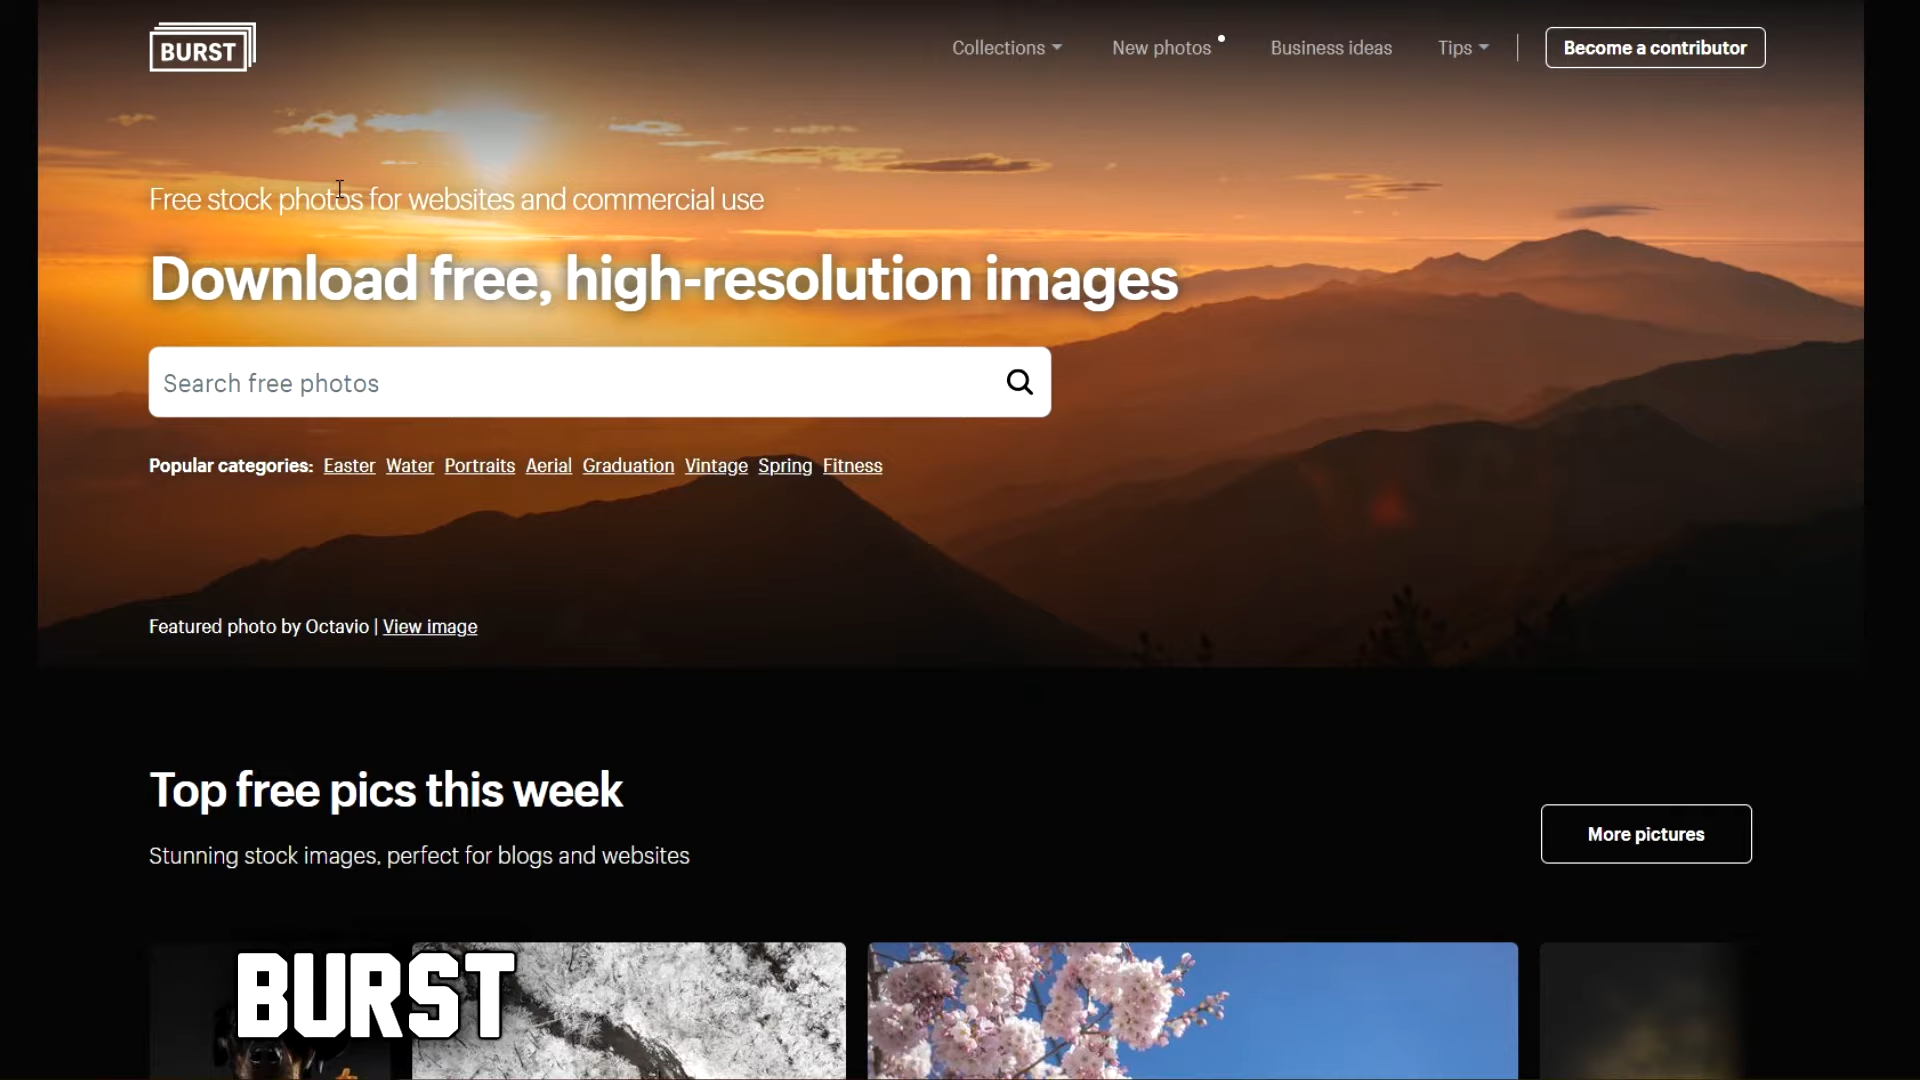 BURST
Collections
New photos
Business ideas
Tips
Become a contributor
Free stock photos for websites and commercial use
Download free, high-resolution images
Search free photos
Popular categories: Easter Water Portraits Aerial Graduation Vintage Spring Fitness
Featured photo by Octavio | View image
Top free pics this week
Stunning stock images, perfect for blogs and websites
More pictures
BURST